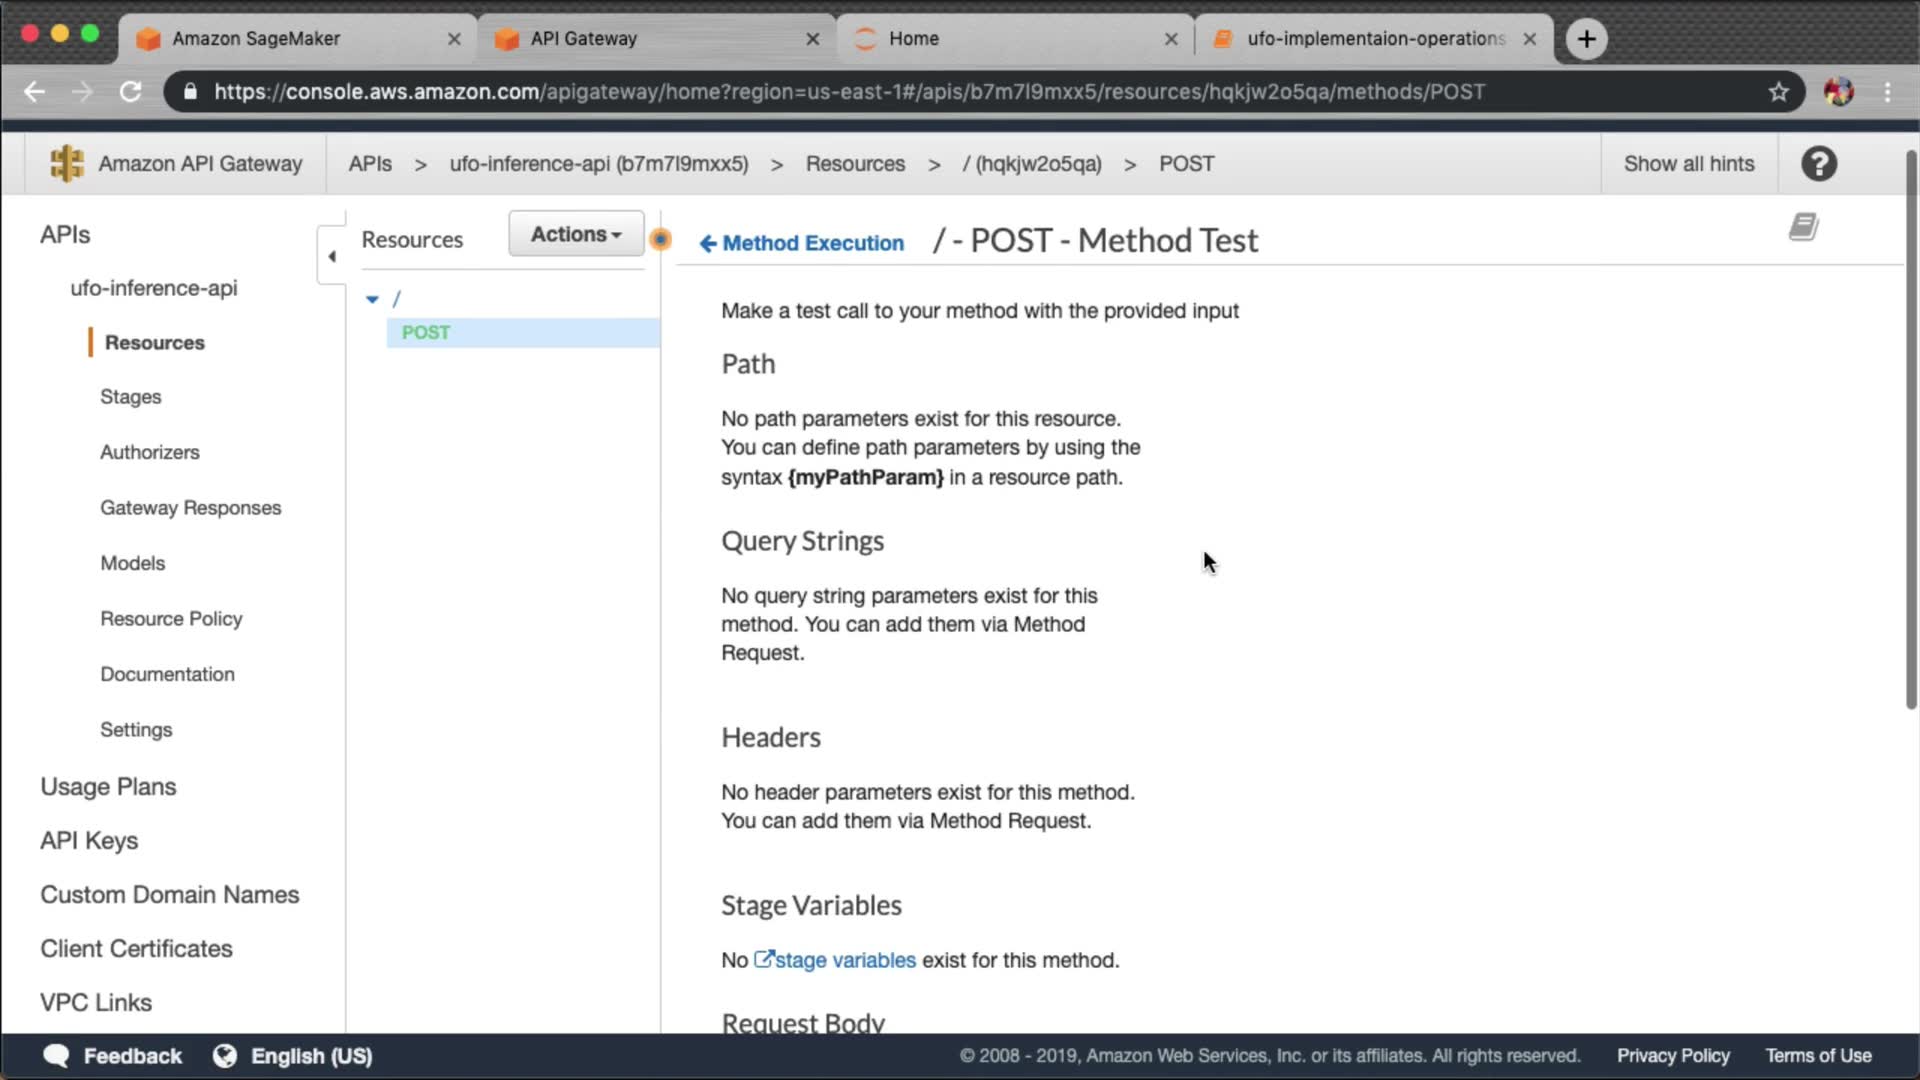 Amazon SageMaker
API Gateway
Home
ufo-implementaion-operations
https://console.aws.amazon.com/apigateway/home?region=us-east-1#/apis/b7m7l9mxx5/resources/hqkjw2o5qa/methods/POST
Amazon API Gateway
APIs > ufo-inference-api (b7m7l9mxx5) > Resources > / (hqkjw2o5qa) > POST
Show all hints
?
APIs
ufo-inference-api
Resources
Stages
Authorizers
Gateway Responses
Models
Resource Policy
Documentation
Settings
Usage Plans
API Keys
Custom Domain Names
Client Certificates
VPC Links
Resources
Actions
/
POST
Method Execution
/ - POST - Method Test
Make a test call to your method with the provided input
Path
No path parameters exist for this resource.
You can define path parameters by using the
syntax {myPathParam} in a resource path.
Query Strings
No query string parameters exist for this
method. You can add them via Method
Request.
Headers
No header parameters exist for this method.
You can add them via Method Request.
Stage Variables
No stage variables exist for this method.
Request Body
Feedback
English (US)
© 2008 - 2019, Amazon Web Services, Inc. or its affiliates. All rights reserved.
Privacy Policy
Terms of Use